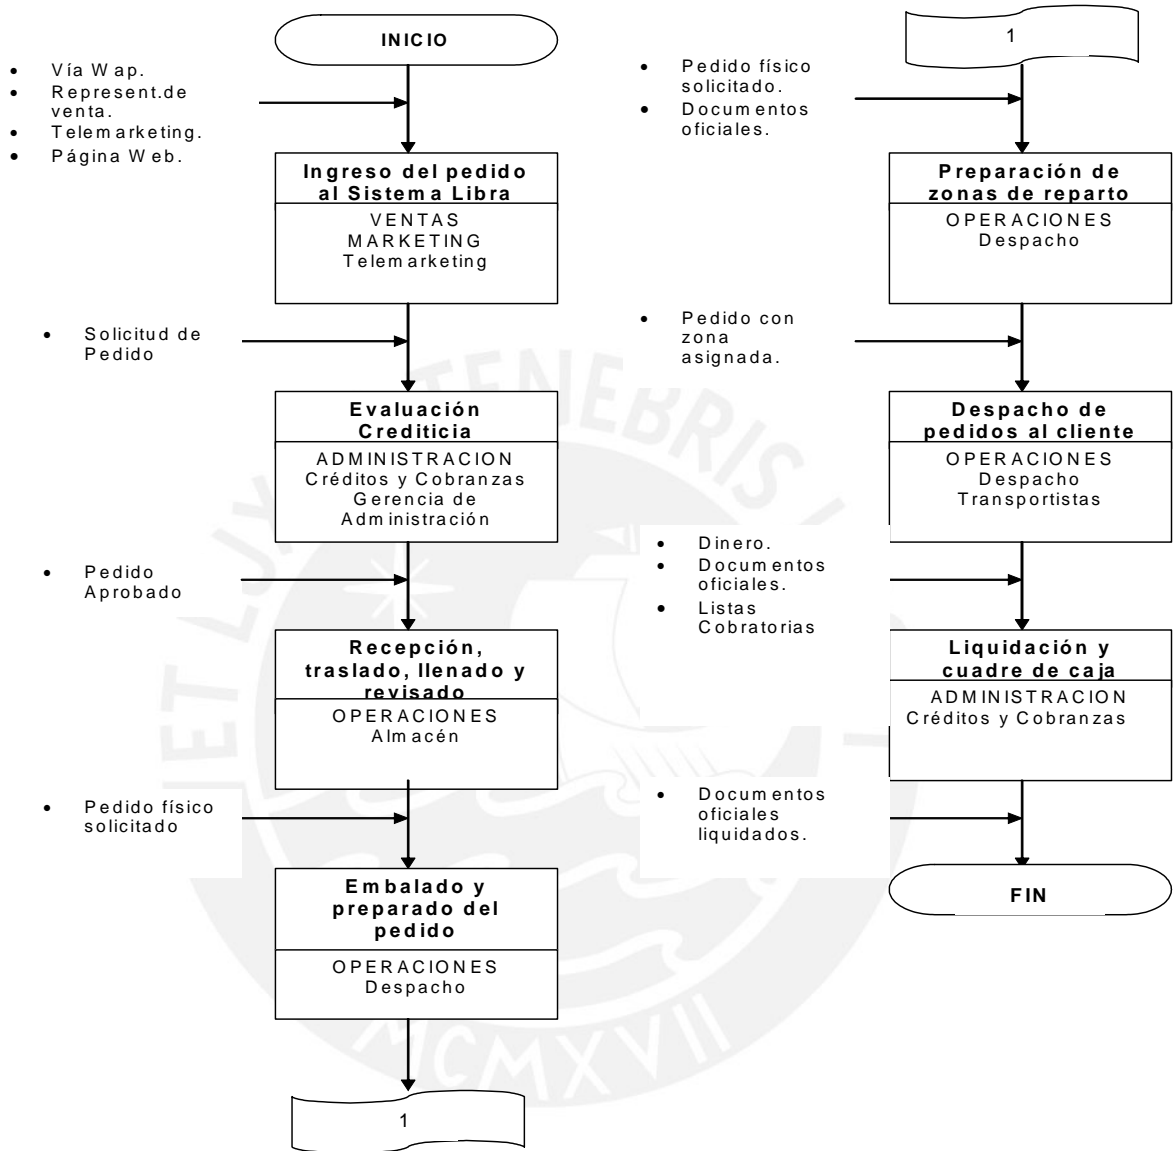 INICIO
• Vía Wap.
• Represent.de
venta.
• Telemarketing.
• Página Web.
Ingreso del pedido
al Sistema Libra
VENTAS
MARKETING
Telemarketing
• Solicitud de
Pedido
Evaluación
Crediticia
ADMINISTRACION
Créditos y Cobranzas
Gerencia de
Administración
• Pedido
Aprobado
Recepción,
traslado, llenado y
revisado
OPERACIONES
Almacén
• Pedido físico
solicitado
Embalado y
preparado del
pedido
OPERACIONES
Despacho
1
1
• Pedido físico
solicitado.
• Documentos
oficiales.
Preparación de
zonas de reparto
OPERACIONES
Despacho
• Pedido con
zona
asignada.
Despacho de
pedidos al cliente
OPERACIONES
Despacho
Transportistas
• Dinero.
• Documentos
oficiales.
• Listas
Cobratorias
Liquidación y
cuadre de caja
ADMINISTRACION
Créditos y Cobranzas
• Documentos
oficiales
liquidados.
FIN
ET LUX
TENEBRIS
MCMXVII